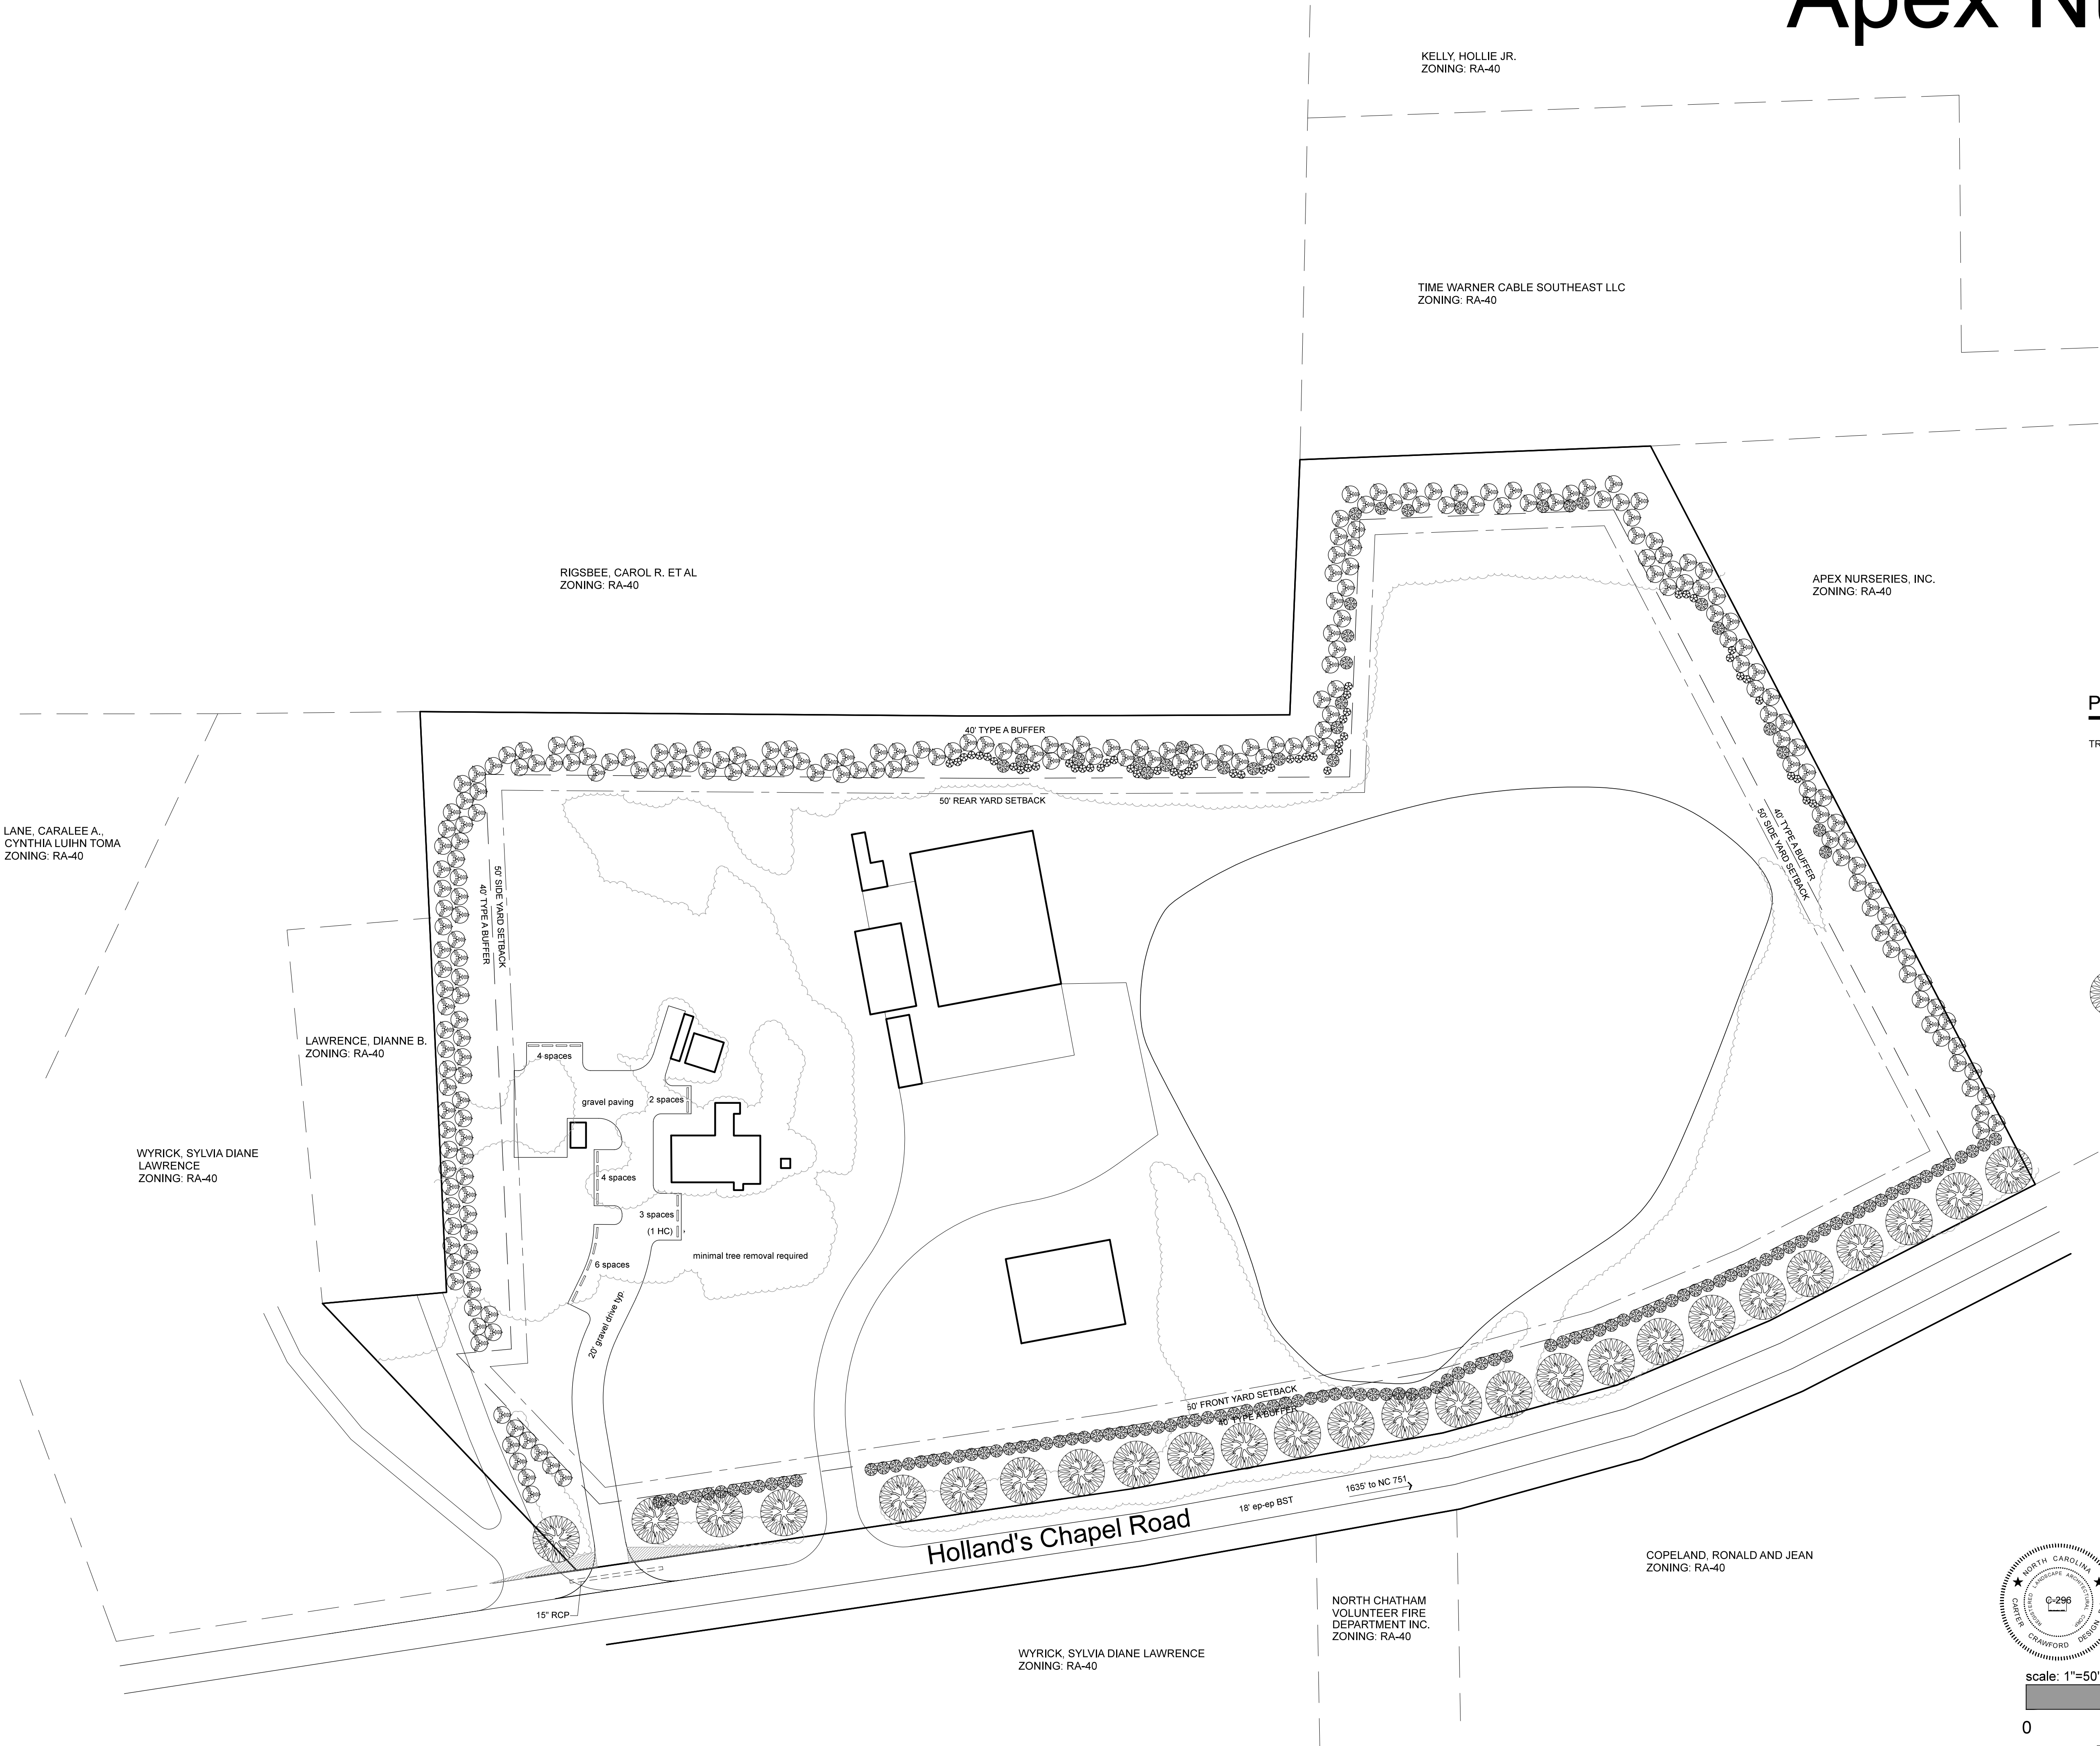 Apex Nu
KELLY, HOLLIE JR.
ZONING: RA-40
TIME WARNER CABLE SOUTHEAST LLC
ZONING: RA-40
RIGSBEE, CAROL R. ET AL
ZONING: RA-40
APEX NURSERIES, INC.
ZONING: RA-40
P
TR
40' TYPE A BUFFER
50' REAR YARD SETBACK
LANE, CARALEE A.,
CYNTHIA LUIHN TOMA
ZONING: RA-40
50' SIDE YARD SETBACK
40' TYPE A BUFFER
40' TYPE A BUFFER
50' SIDE YARD SETBACK
LAWRENCE, DIANNE B.
ZONING: RA-40
4 spaces
gravel paving
2 spaces
WYRICK, SYLVIA DIANE
LAWRENCE
ZONING: RA-40
4 spaces
3 spaces
(1 HC)
minimal tree removal required
6 spaces
20' gravel drive typ.
50' FRONT YARD SETBACK
40' TYPE A BUFFER
1635' to NC 751
18' ep-ep BST
Holland's Chapel Road
15" RCP
COPELAND, RONALD AND JEAN
ZONING: RA-40
NORTH CHATHAM
VOLUNTEER FIRE
DEPARTMENT INC.
ZONING: RA-40
WYRICK, SYLVIA DIANE LAWRENCE
ZONING: RA-40
NORTH CAROLINA
REGISTERED LANDSCAPE ARCHITECTURAL CORP
C-296
CARTER CRAWFORD DESIGN
scale: 1"=50'
0